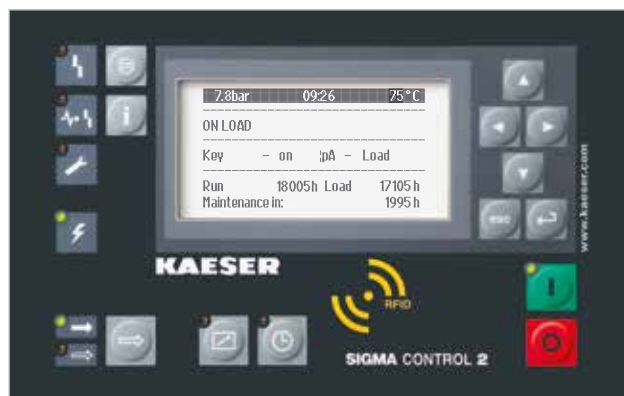 7.8bar 09:26 75°C
ON LOAD
Key - on ¦pA - Load
Run 18005h Load 17105h
Maintenance in: 1995h
esc
www.kaeser.com
KAESER
RFID
I
O
SIGMA CONTROL 2